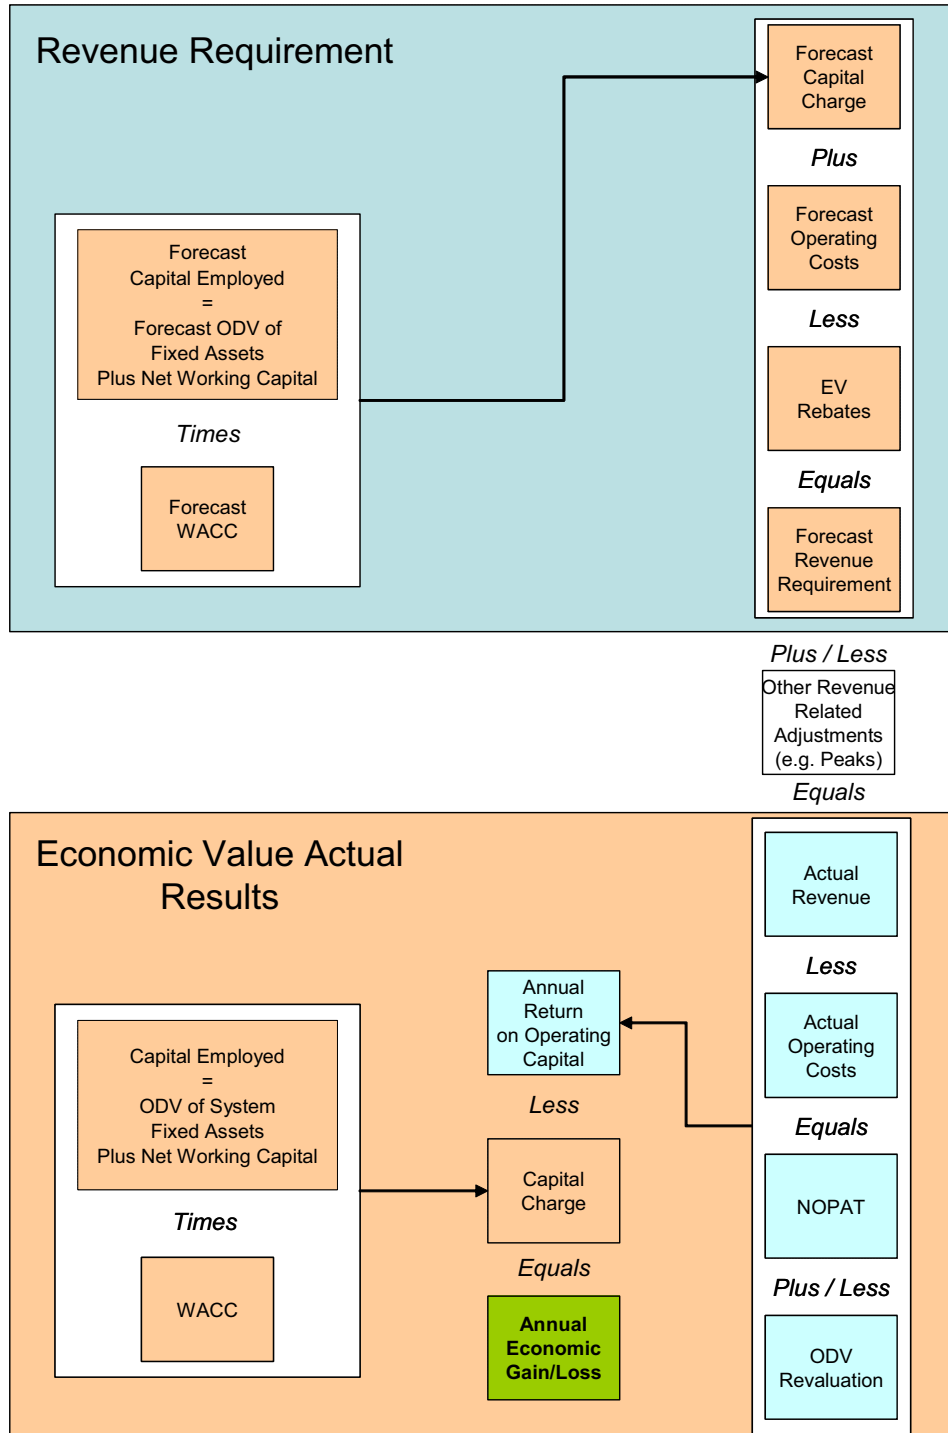 Revenue Requirement
Forecast
Capital Employed
=
Forecast ODV of
Fixed Assets
Plus Net Working Capital
Times
Forecast
WACC
Forecast
Capital
Charge
Plus
Forecast
Operating
Costs
Less
EV
Rebates
Equals
Forecast
Revenue
Requirement
Plus / Less
Other Revenue
Related
Adjustments
(e.g. Peaks)
Equals
Economic Value Actual
Results
Capital Employed
=
ODV of System
Fixed Assets
Plus Net Working Capital
Times
WACC
Annual
Return
on Operating
Capital
Less
Capital
Charge
Equals
Annual
Economic
Gain/Loss
Actual
Revenue
Less
Actual
Operating
Costs
Equals
NOPAT
Plus / Less
ODV
Revaluation